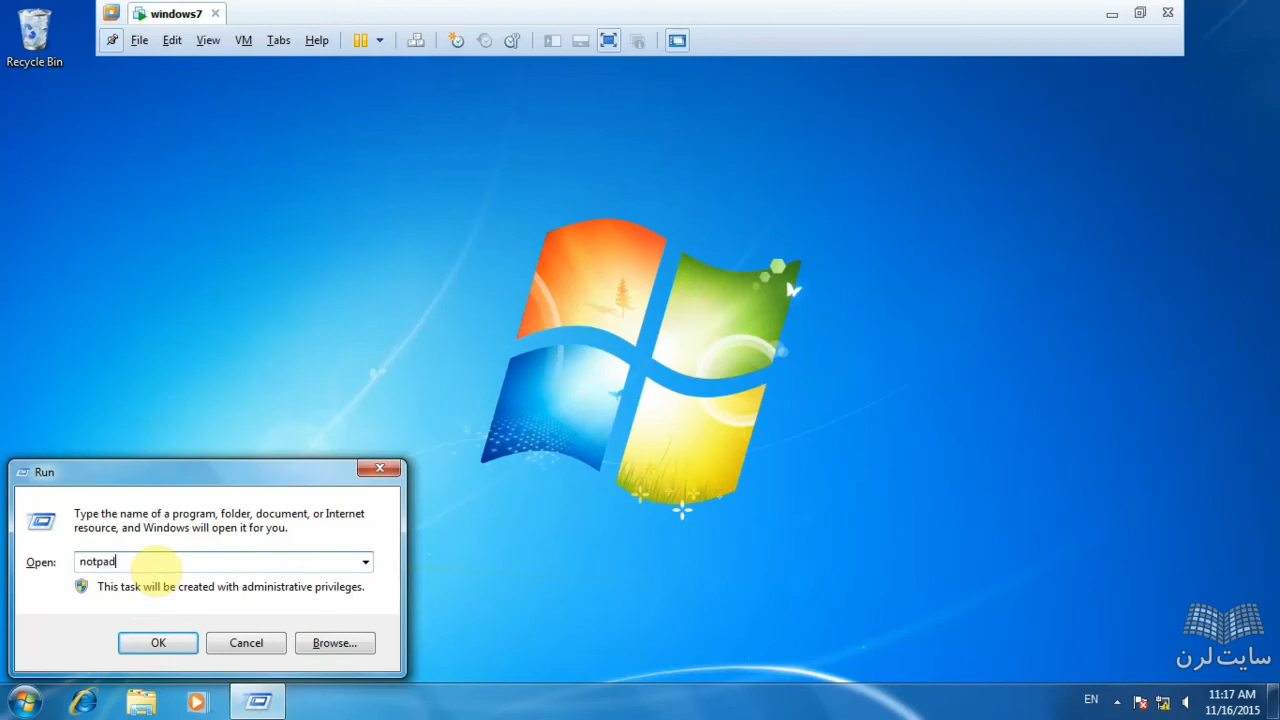 windows7
File Edit View VM Tabs Help
Recycle Bin
Run
Type the name of a program, folder, document, or Internet
resource, and Windows will open it for you.
Open: notpad
This task will be created with administrative privileges.
OK Cancel Browse...
سایت لرن
EN
11:17 AM
11/16/2015